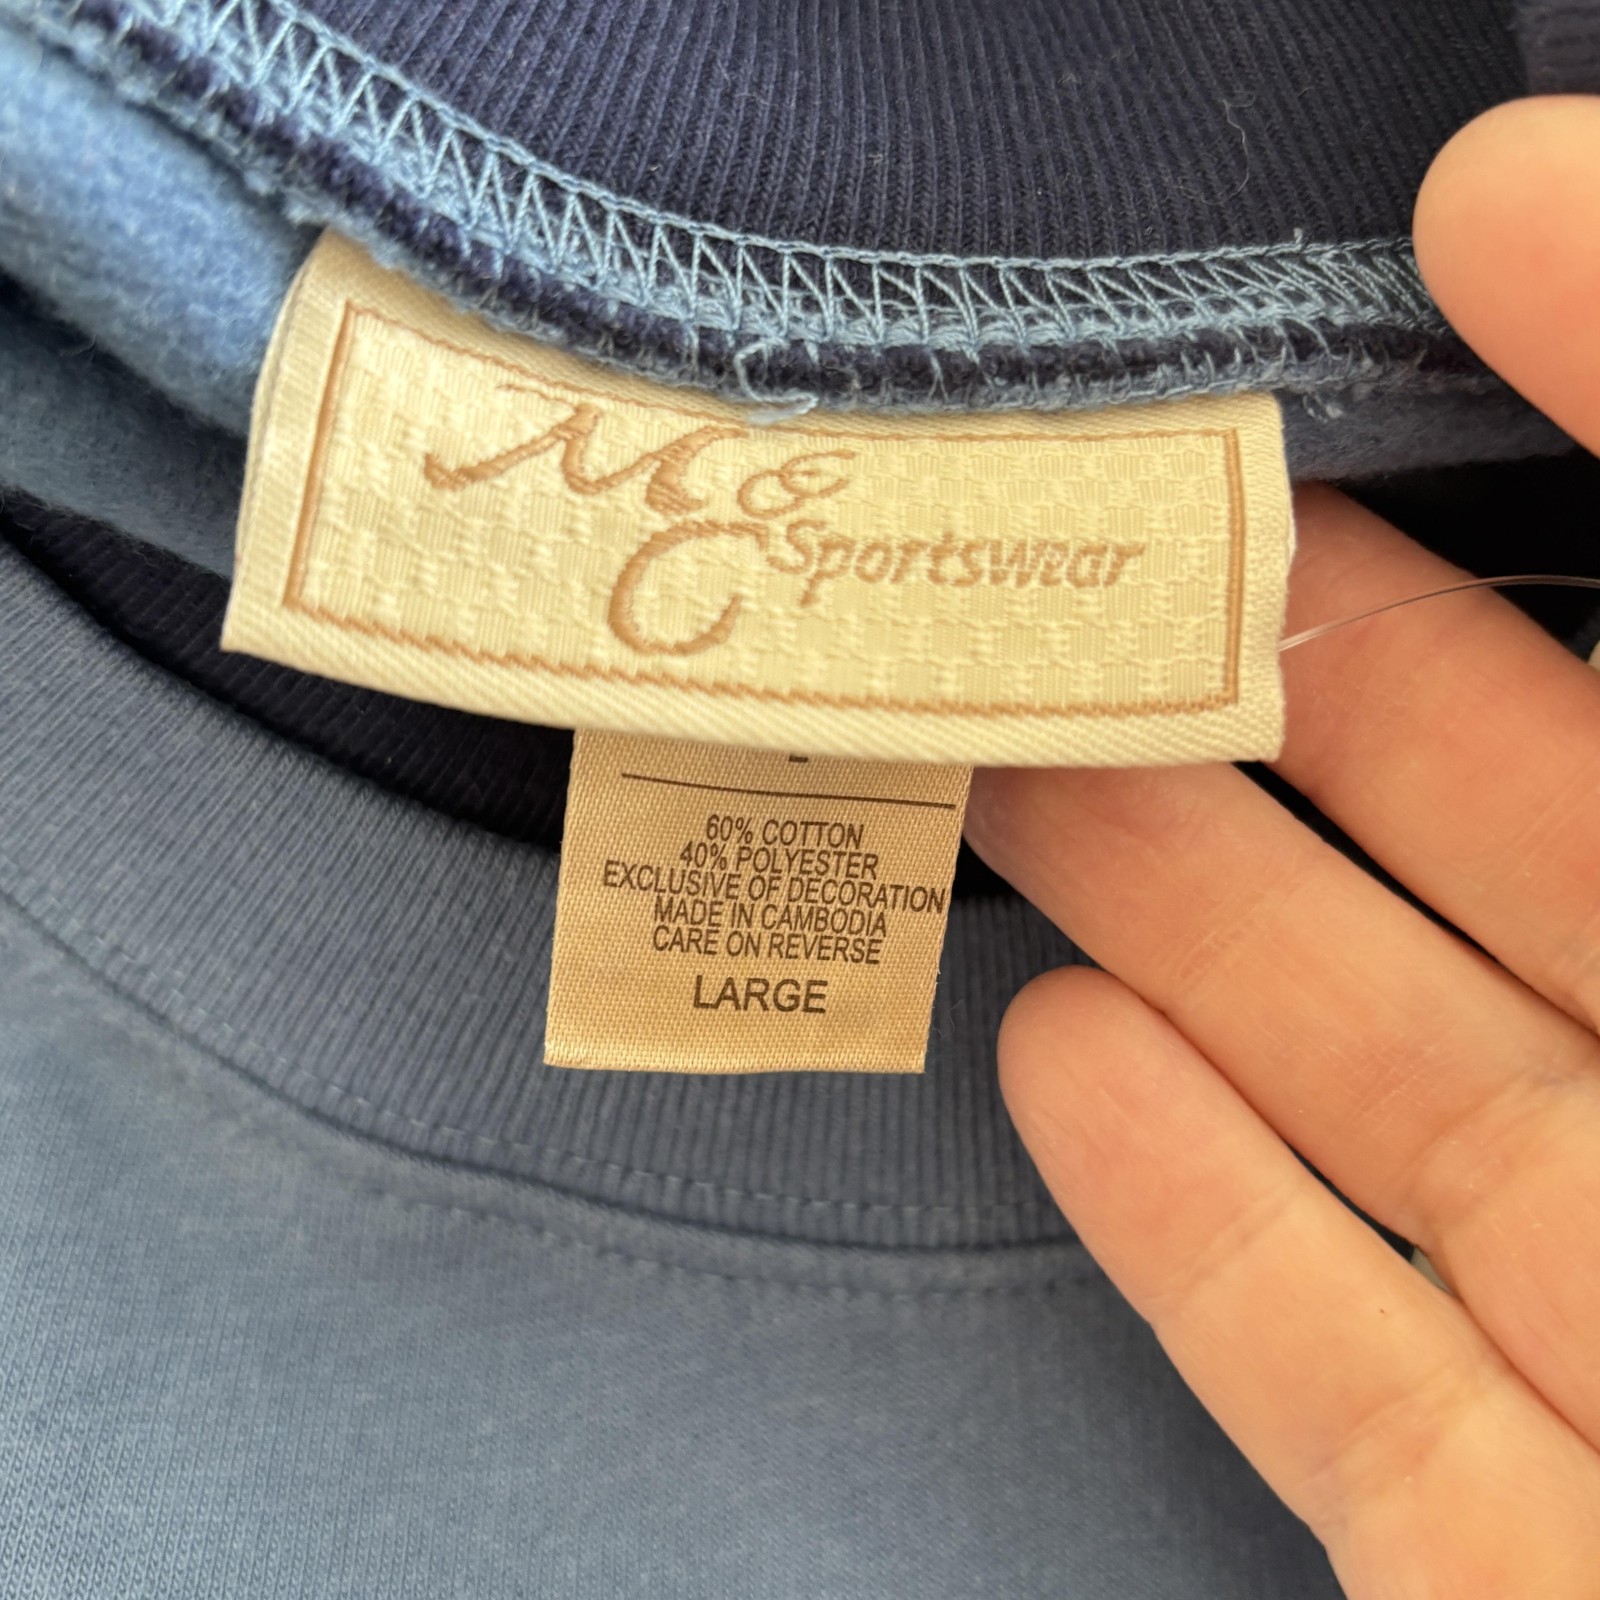 M &
C Sportswear
60% COTTON
40% POLYESTER
EXCLUSIVE OF DECORATION
MADE IN CAMBODIA
CARE ON REVERSE
LARGE